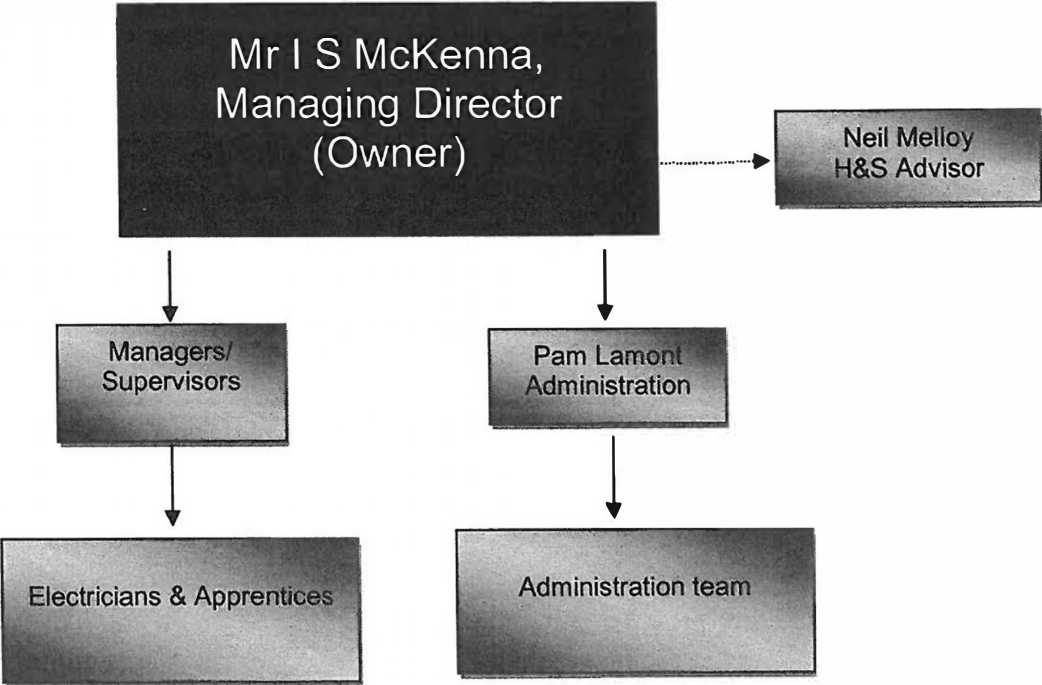 Mr I S McKenna,
Managing Director
(Owner)
Neil Melloy
H&S Advisor
Managers/
Supervisors
Pam Lamont
Administration
Electricians & Apprentices
Administration team